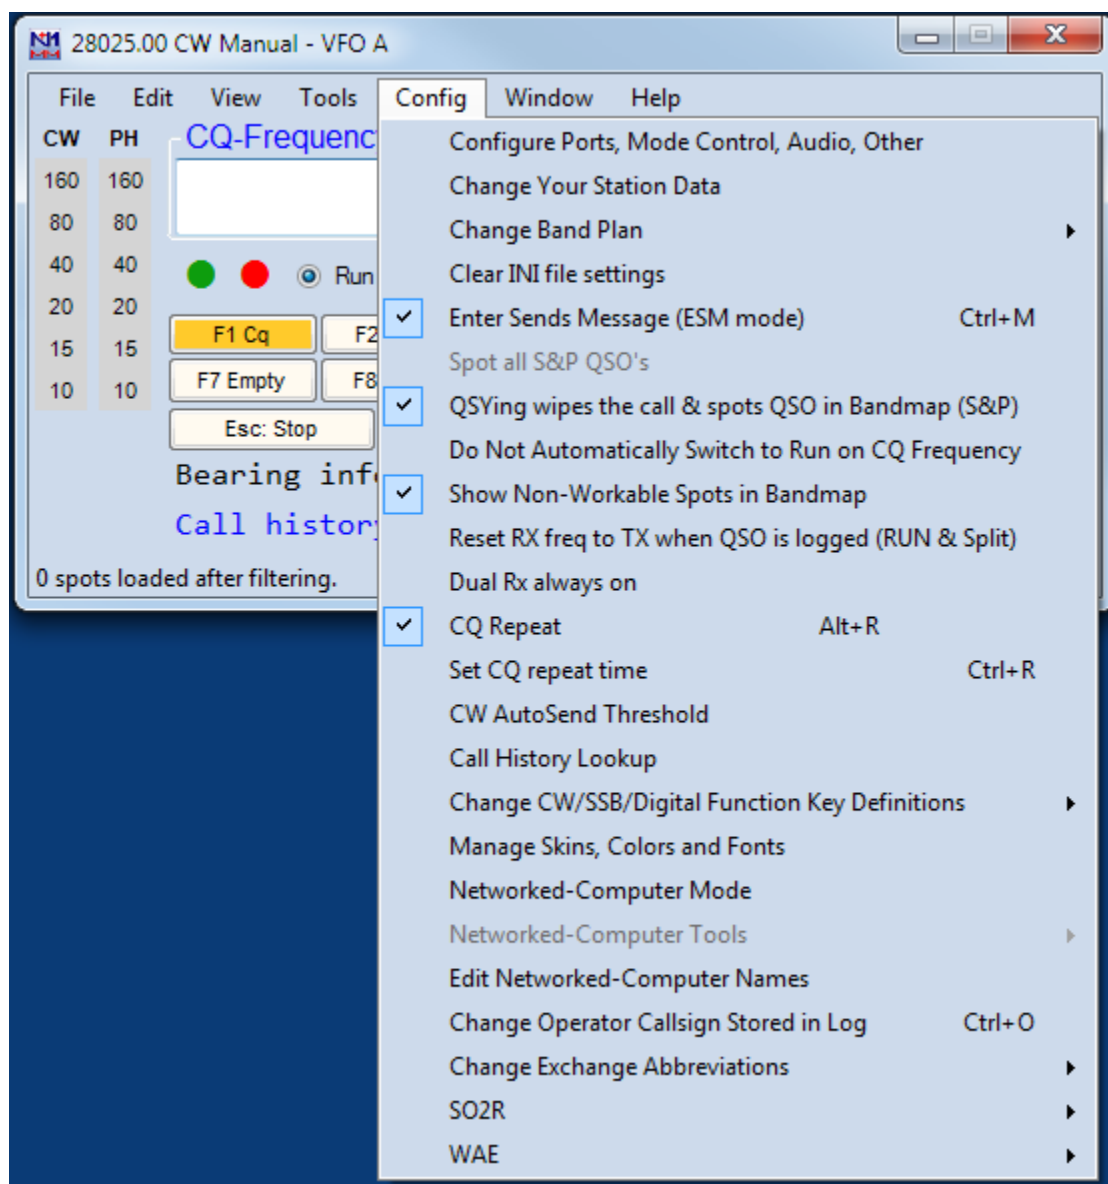 28025.00 CW Manual - VFO A
File Edit View Tools Config Window Help
CW PH
CQ-Frequenc
160 160
80 80
40 40
20 20
15 15
10 10
Run
F1 Cq F2
F7 Empty F8
Esc: Stop
Bearing inf
Call histor
0 spots loaded after filtering.
Configure Ports, Mode Control, Audio, Other
Change Your Station Data
Change Band Plan
Clear INI file settings
Enter Sends Message (ESM mode) Ctrl+M
Spot all S&P QSO's
QSYing wipes the call & spots QSO in Bandmap (S&P)
Do Not Automatically Switch to Run on CQ Frequency
Show Non-Workable Spots in Bandmap
Reset RX freq to TX when QSO is logged (RUN & Split)
Dual Rx always on
CQ Repeat Alt+R
Set CQ repeat time Ctrl+R
CW AutoSend Threshold
Call History Lookup
Change CW/SSB/Digital Function Key Definitions
Manage Skins, Colors and Fonts
Networked-Computer Mode
Networked-Computer Tools
Edit Networked-Computer Names
Change Operator Callsign Stored in Log Ctrl+O
Change Exchange Abbreviations
SO2R
WAE